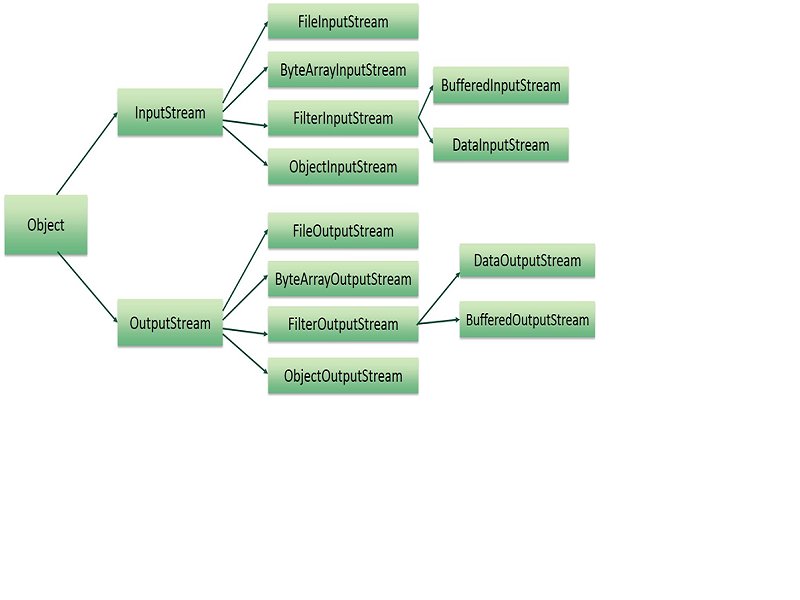 FileInputStream
ByteArrayInputStream
BufferedInputStream
InputStream
FilterInputStream
DataInputStream
ObjectInputStream
Object
FileOutputStream
DataOutputStream
ByteArrayOutputStream
OutputStream
FilterOutputStream
BufferedOutputStream
ObjectOutputStream